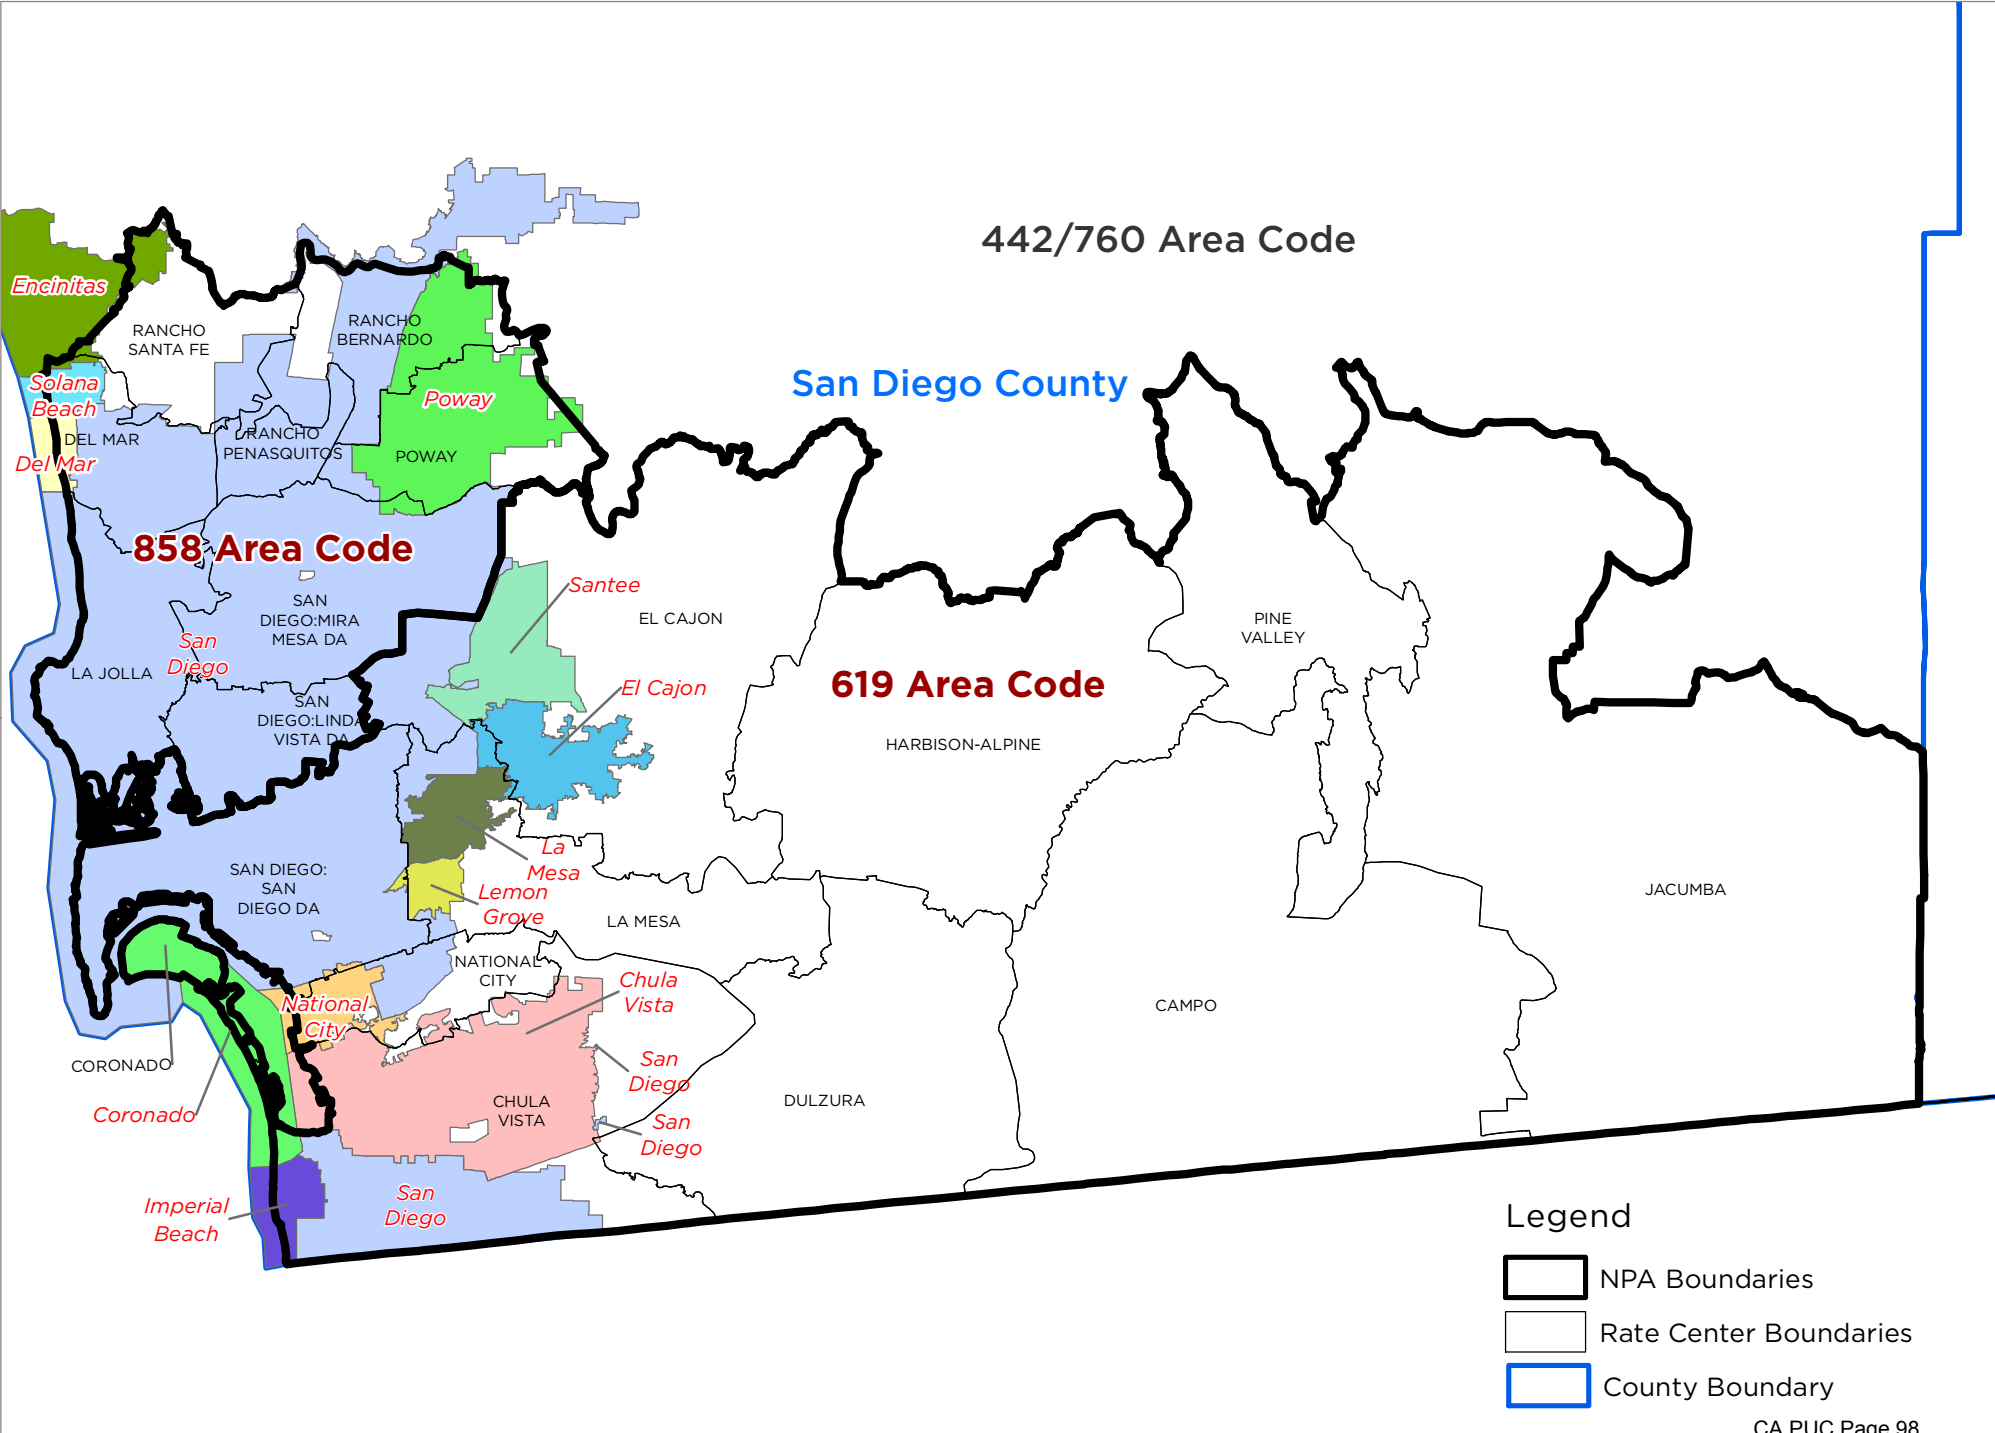 442/760 Area Code
Encinitas
RANCHO
SANTA FE
RANCHO
BERNARDO
San Diego County
Solana
Beach
Poway
DEL MAR
RANCHO
PENASQUITOS
POWAY
Del Mar
858 Area Code
Santee
SAN
DIEGO:MIRA
MESA DA
EL CAJON
PINE
VALLEY
San
Diego
LA JOLLA
619 Area Code
El Cajon
SAN
DIEGO:LINDA
VISTA DA
HARBISON-ALPINE
La
Mesa
SAN DIEGO:
SAN
DIEGO DA
Lemon
Grove
LA MESA
JACUMBA
NATIONAL
CITY
Chula
Vista
National
City
CAMPO
CORONADO
San
Diego
Coronado
CHULA
VISTA
DULZURA
San
Diego
Imperial
Beach
San
Diego
Legend
NPA Boundaries
Rate Center Boundaries
County Boundary
CA PUC Page 98